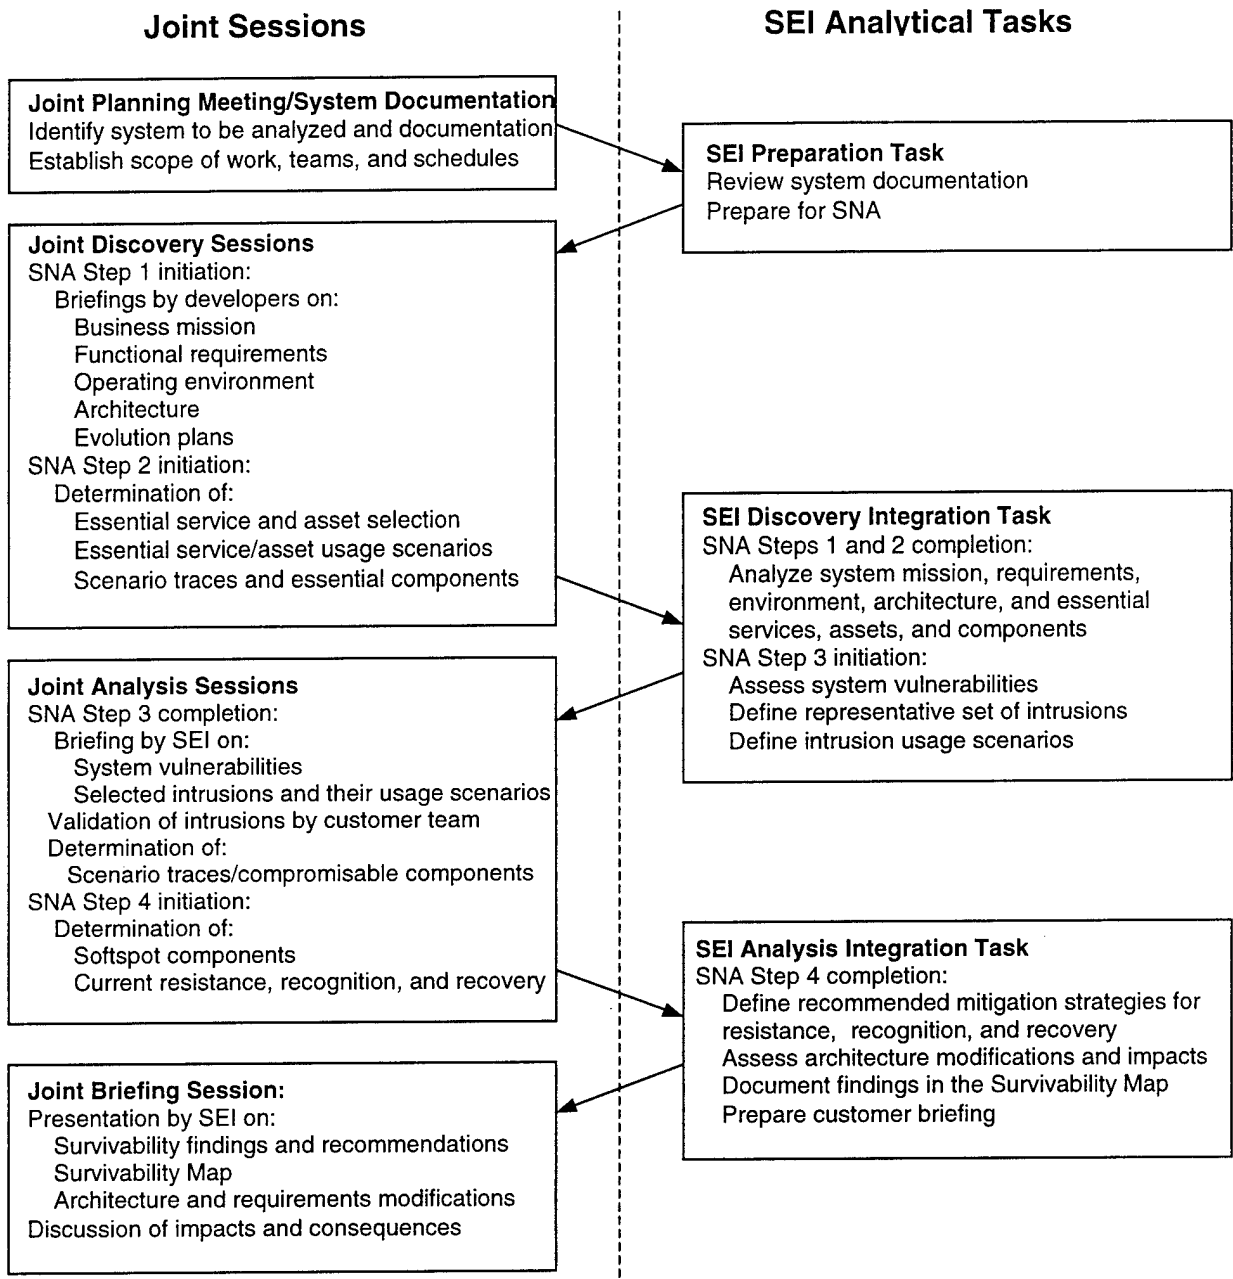 Joint Sessions
SEI Analytical Tasks
Joint Planning Meeting/System Documentation
Identify system to be analyzed and documentation
Establish scope of work, teams, and schedules
SEI Preparation Task
Review system documentation
Prepare for SNA
Joint Discovery Sessions
SNA Step 1 initiation:
Briefings by developers on:
Business mission
Functional requirements
Operating environment
Architecture
Evolution plans
SNA Step 2 initiation:
Determination of:
Essential service and asset selection
Essential service/asset usage scenarios
Scenario traces and essential components
SEI Discovery Integration Task
SNA Steps 1 and 2 completion:
Analyze system mission, requirements,
environment, architecture, and essential
services, assets, and components
SNA Step 3 initiation:
Assess system vulnerabilities
Define representative set of intrusions
Define intrusion usage scenarios
Joint Analysis Sessions
SNA Step 3 completion:
Briefing by SEI on:
System vulnerabilities
Selected intrusions and their usage scenarios
Validation of intrusions by customer team
Determination of:
Scenario traces/compromisable components
SNA Step 4 initiation:
Determination of:
Softspot components
Current resistance, recognition, and recovery
SEI Analysis Integration Task
SNA Step 4 completion:
Define recommended mitigation strategies for
resistance, recognition, and recovery
Assess architecture modifications and impacts
Document findings in the Survivability Map
Prepare customer briefing
Joint Briefing Session:
Presentation by SEI on:
Survivability findings and recommendations
Survivability Map
Architecture and requirements modifications
Discussion of impacts and consequences